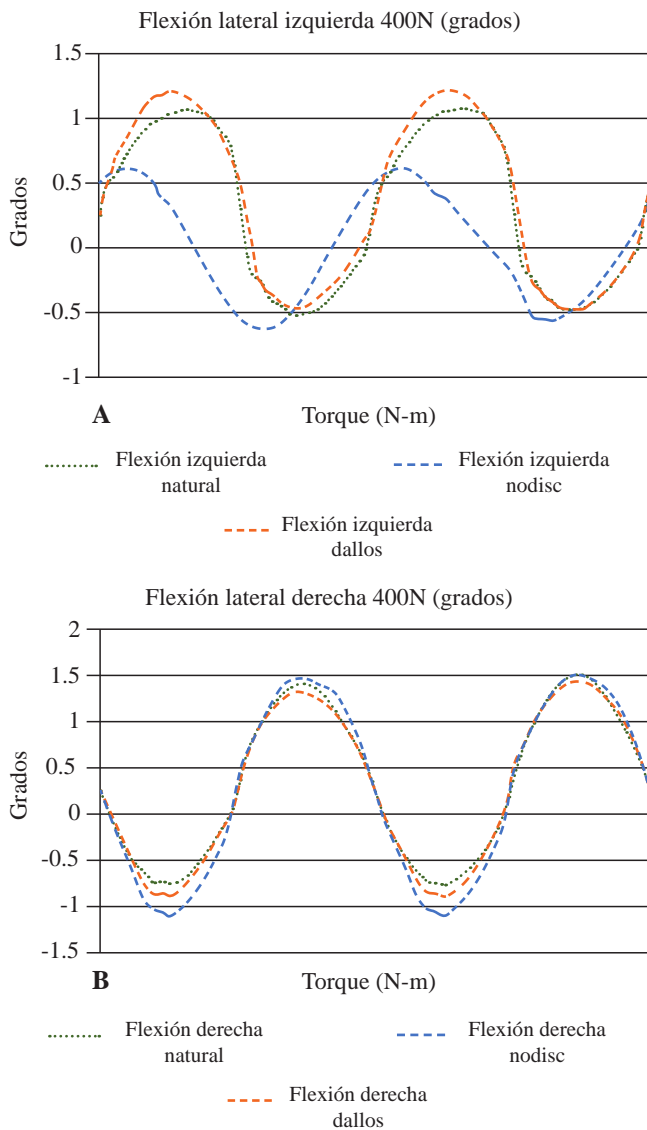 Flexión lateral izquierda 400N (grados)
1.5
1
0.5
0
-0.5
-1
Grados
A
Torque (N-m)
Flexión izquierda
natural
Flexión izquierda
nodisc
Flexión izquierda
dallos
Flexión lateral derecha 400N (grados)
2
1.5
1
0.5
0
-0.5
-1
-1.5
Grados
B
Torque (N-m)
Flexión derecha
natural
Flexión derecha
nodisc
Flexión derecha
dallos